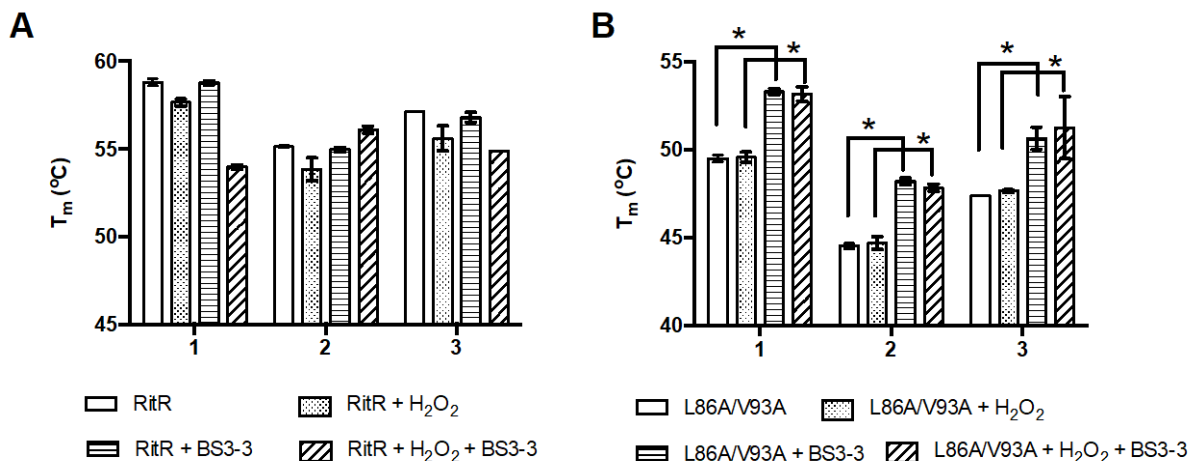 A
60
55
50
45
Tm (°C)
1 2 3
RitR
RitR + H₂O₂
RitR + BS3-3
RitR + H₂O₂ + BS3-3
B
* *
* *
* *
55
50
45
40
Tm (°C)
1 2 3
L86A/V93A
L86A/V93A + H₂O₂
L86A/V93A + BS3-3
L86A/V93A + H₂O₂ + BS3-3